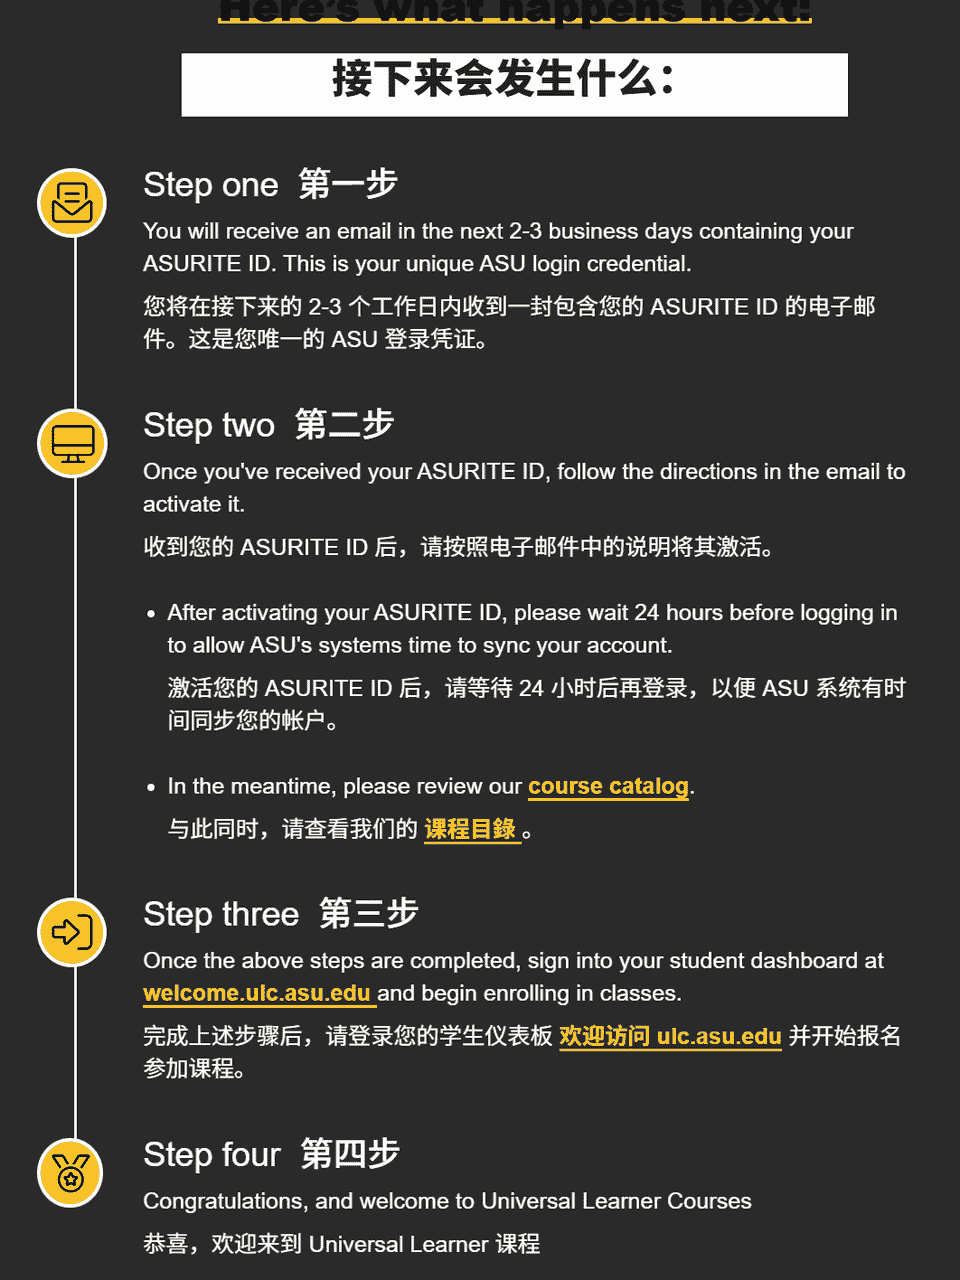 Here's what happens next:
接下来会发生什么：
Step one 第一步
You will receive an email in the next 2-3 business days containing your
ASURITE ID. This is your unique ASU login credential.
您将在接下来的 2-3 个工作日内收到一封包含您的 ASURITE ID 的电子邮
件。这是您唯一的 ASU 登录凭证。
Step two 第二步
Once you've received your ASURITE ID, follow the directions in the email to
activate it.
收到您的 ASURITE ID 后，请按照电子邮件中的说明将其激活。
• After activating your ASURITE ID, please wait 24 hours before logging in
to allow ASU's systems time to sync your account.
激活您的 ASURITE ID 后，请等待 24 小时后再登录，以便 ASU 系统有时
间同步您的帐户。
• In the meantime, please review our course catalog.
与此同时，请查看我们的 课程目錄 。
Step three 第三步
Once the above steps are completed, sign into your student dashboard at
welcome.ulc.asu.edu and begin enrolling in classes.
完成上述步骤后，请登录您的学生仪表板 欢迎访问 ulc.asu.edu 并开始报名
参加课程。
Step four 第四步
Congratulations, and welcome to Universal Learner Courses
恭喜，欢迎来到 Universal Learner 课程